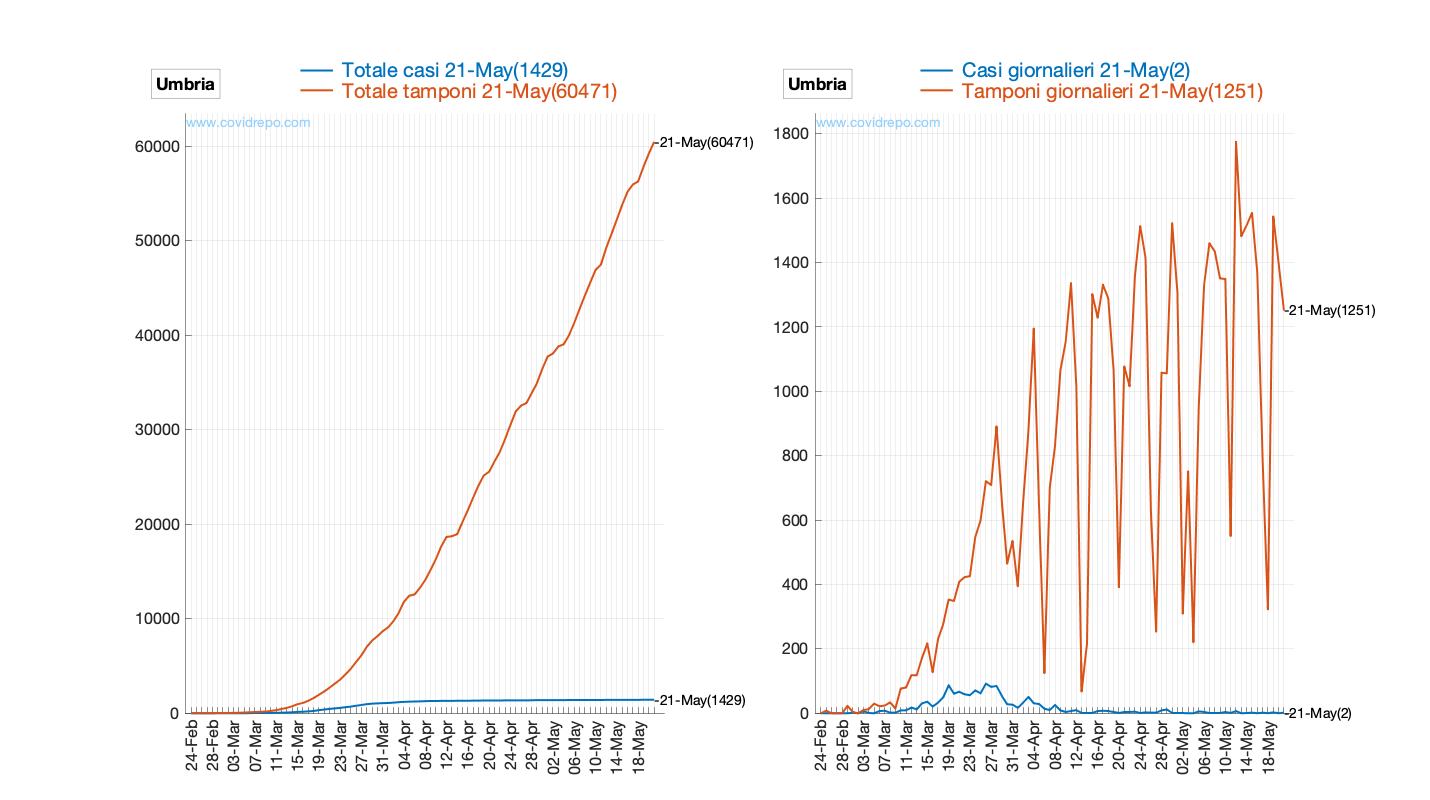 Umbria
Totale casi 21-May(1429)
Totale tamponi 21-May(60471)
www.covidrepo.com
60000
50000
40000
30000
20000
10000
0
21-May(60471)
21-May(1429)
24-Feb
28-Feb
03-Mar
07-Mar
11-Mar
15-Mar
19-Mar
23-Mar
27-Mar
31-Mar
04-Apr
08-Apr
12-Apr
16-Apr
20-Apr
24-Apr
28-Apr
02-May
06-May
10-May
14-May
18-May
Umbria
Casi giornalieri 21-May(2)
Tamponi giornalieri 21-May(1251)
www.covidrepo.com
1800
1600
1400
1200
1000
800
600
400
200
0
21-May(1251)
21-May(2)
24-Feb
28-Feb
03-Mar
07-Mar
11-Mar
15-Mar
19-Mar
23-Mar
27-Mar
31-Mar
04-Apr
08-Apr
12-Apr
16-Apr
20-Apr
24-Apr
28-Apr
02-May
06-May
10-May
14-May
18-May